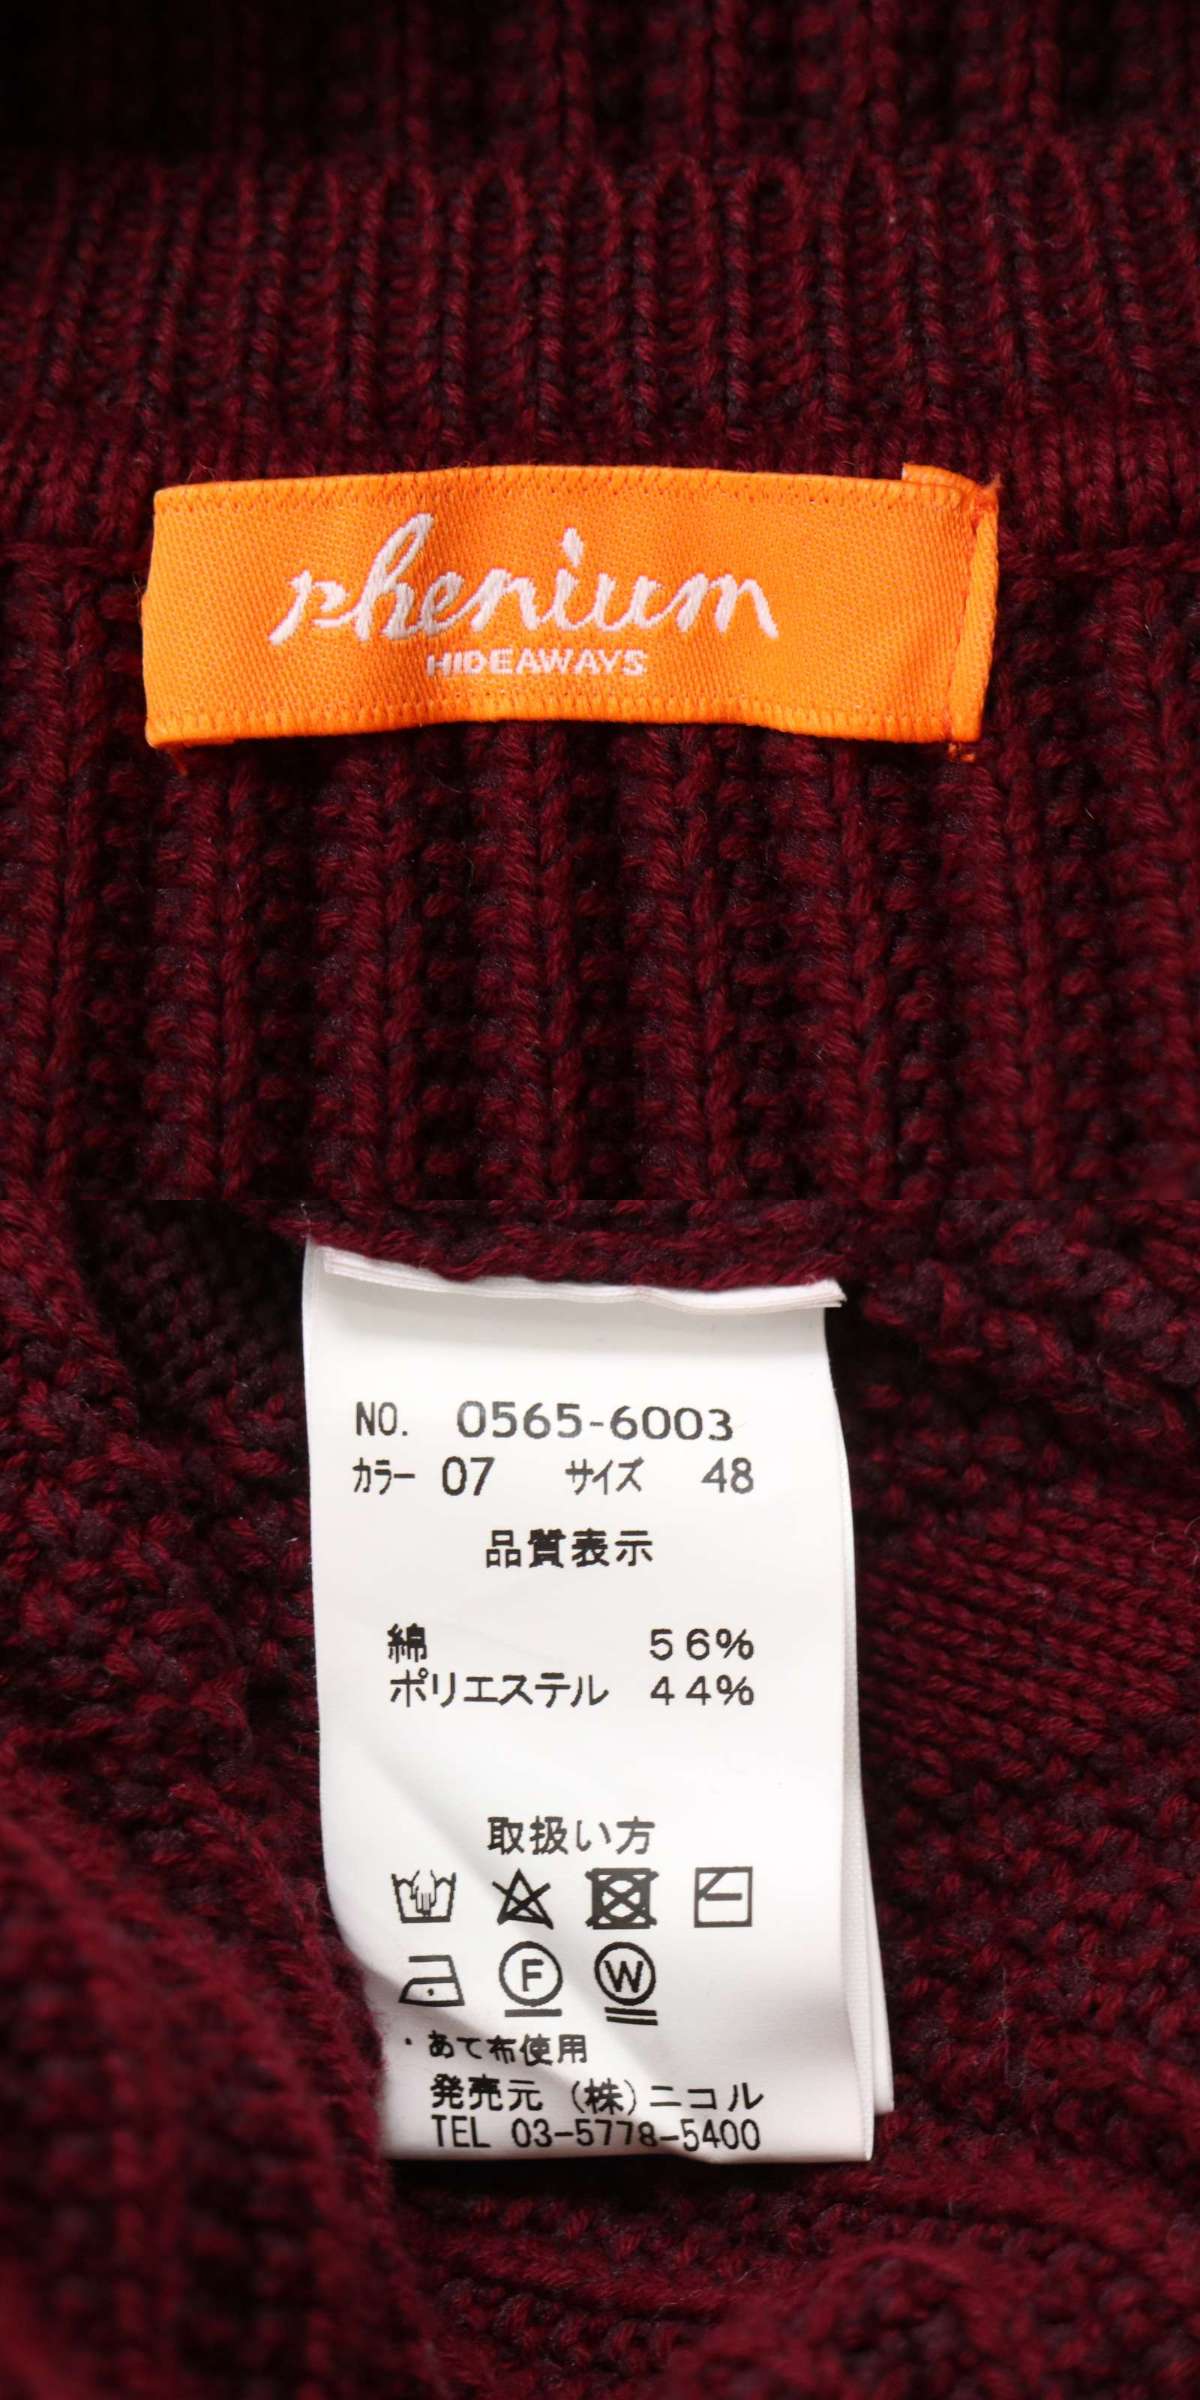 phenium
HIDEAWAYS
NO. 0565-6003
カラー 07 サイズ 48
品質表示
綿 56%
ポリエステル 44%
取扱い方
F W
・あて布使用
発売元 (株)ニコル
TEL 03-5778-5400